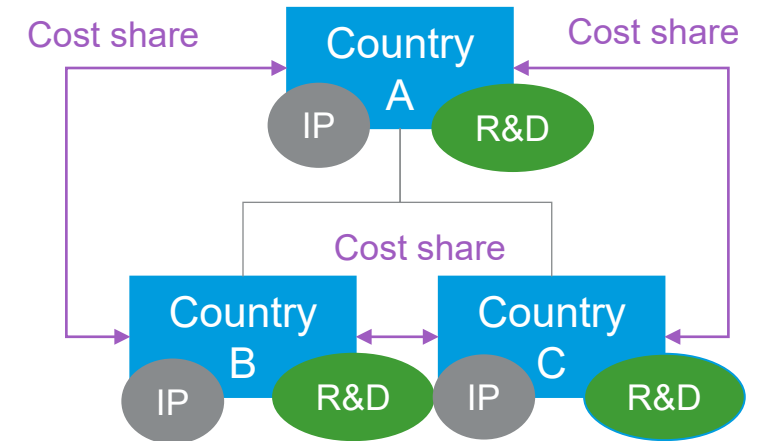 Cost share
Country
A
Cost share
IP
R&D
Cost share
Country
B
Country
C
IP
R&D
IP
R&D